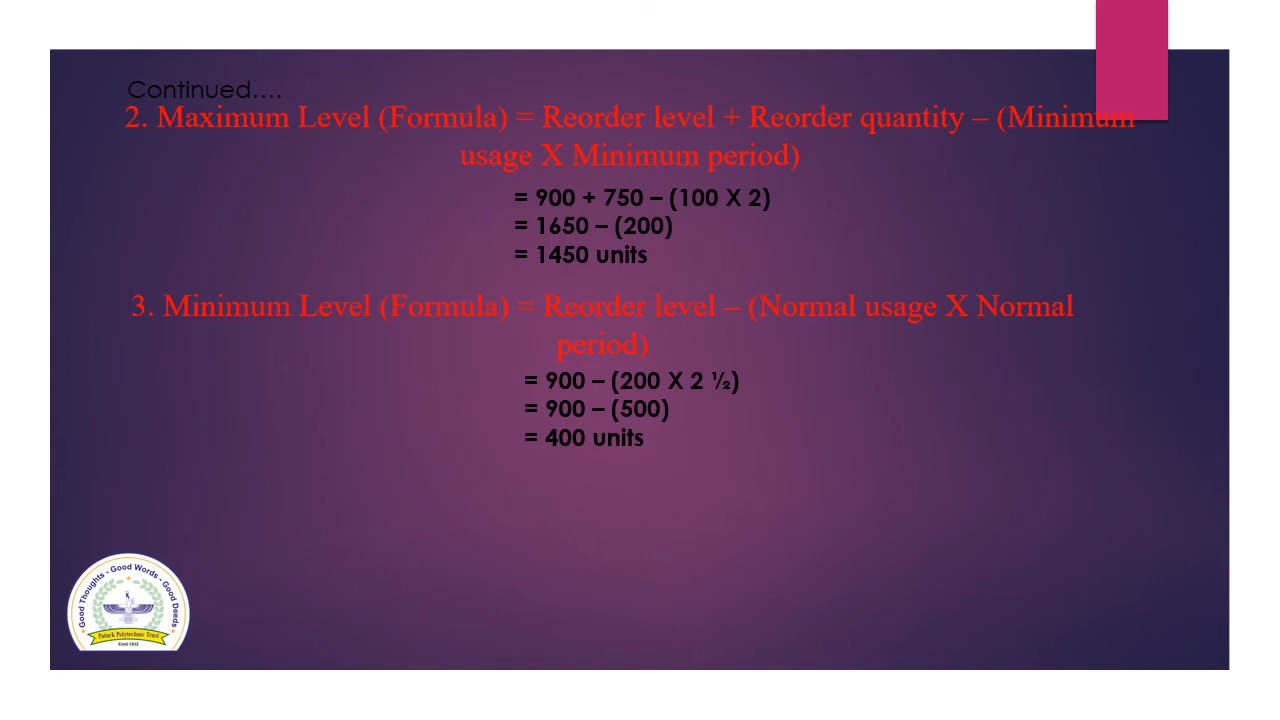 Continued….
2. Maximum Level (Formula) = Reorder level + Reorder quantity – (Minimum
usage X Minimum period)
= 900 + 750 – (100 X 2)
= 1650 – (200)
= 1450 units
3. Minimum Level (Formula) = Reorder level – (Normal usage X Normal
period)
= 900 – (200 X 2 ½)
= 900 – (500)
= 400 units
Good Thoughts - Good Words - Good Deeds
Patuck Polytechnic Trust
Estd.1932